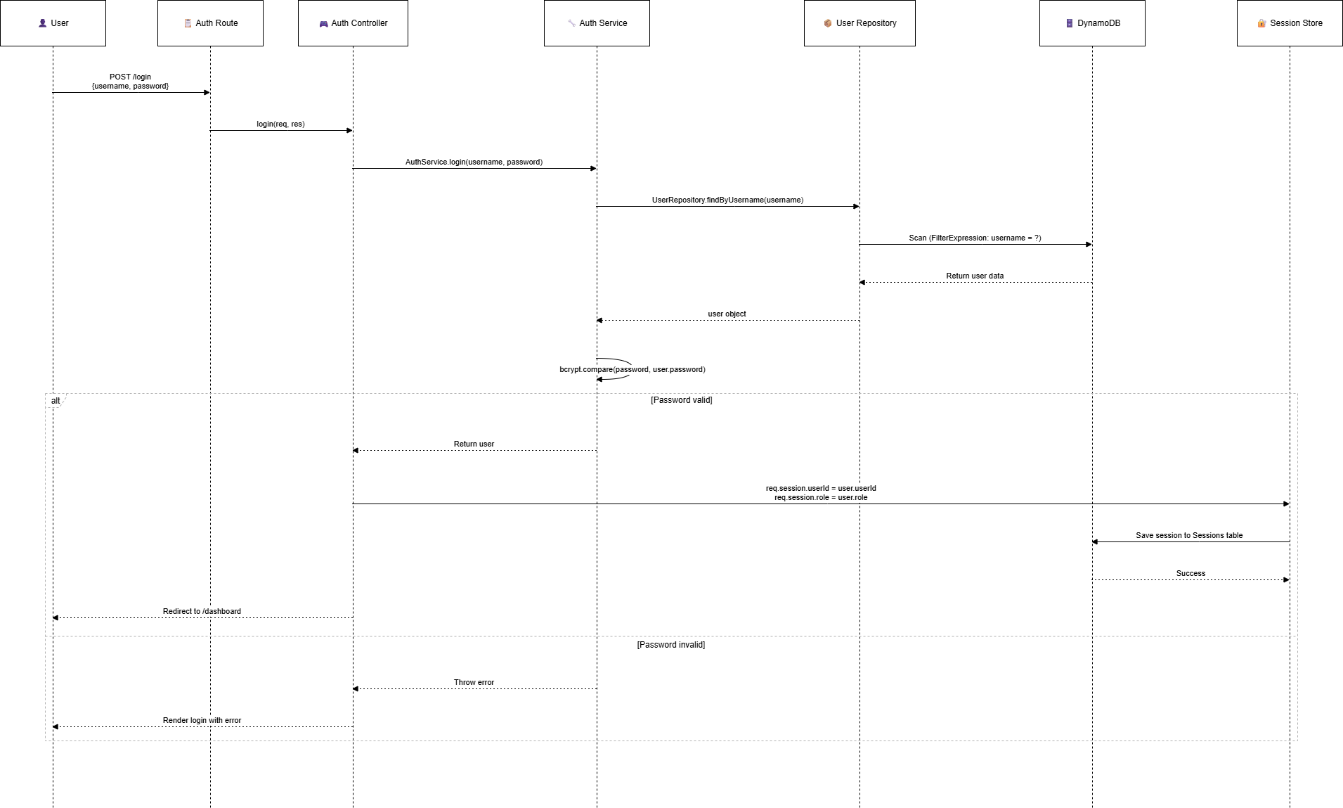 User
Auth Route
Auth Controller
Auth Service
User Repository
DynamoDB
Session Store
POST /login
{username, password}
login(req, res)
AuthService.login(username, password)
UserRepository.findByUsername(username)
Scan (FilterExpression: username = ?)
Return user data
user object
bcrypt.compare(password, user.password)
alt
[Password valid]
Return user
req.session.userId = user.userId
req.session.role = user.role
Save session to Sessions table
Success
Redirect to /dashboard
[Password invalid]
Throw error
Render login with error